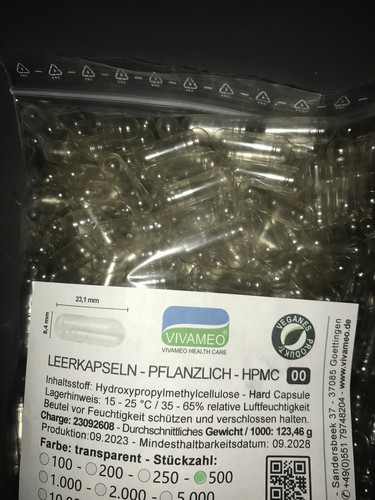 23,1 mm
8,4 mm
VIVAMEO®
VIVAMEO HEALTH CARE
VEGANES PRODUKT
LEERKAPSELN - PFLANZLICH - HPMC 00
Inhaltsstoff: Hydroxypropylmethylcellulose - Hard Capsule
Lagerhinweise: 15 - 25 °C / 35 - 65% relative Luftfeuchtigkeit
Beutel vor Feuchtigkeit schützen und verschlossen halten.
Charge: 23092608 - Durchschnittliches Gewicht / 1000: 123,46 g
Produktion:09.2023 - Mindesthaltbarkeitsdatum: 09.2028
Farbe: transparent - Stückzahl:
100 200 250 500
1.000 2.000 5.000
Sandersbeek 37 - 37085 Goettingen
+49(0)551 79748204 - www.vivameo.de